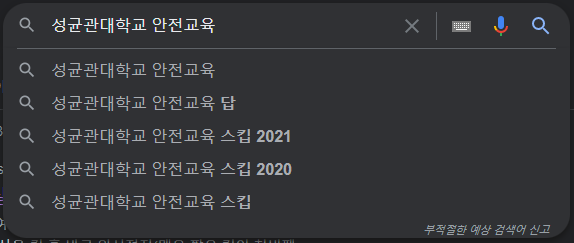 성균관대학교 안전교육
성균관대학교 안전교육
성균관대학교 안전교육 답
성균관대학교 안전교육 스킵 2021
성균관대학교 안전교육 스킵 2020
성균관대학교 안전교육 스킵
부적절한 예상 검색어 신고